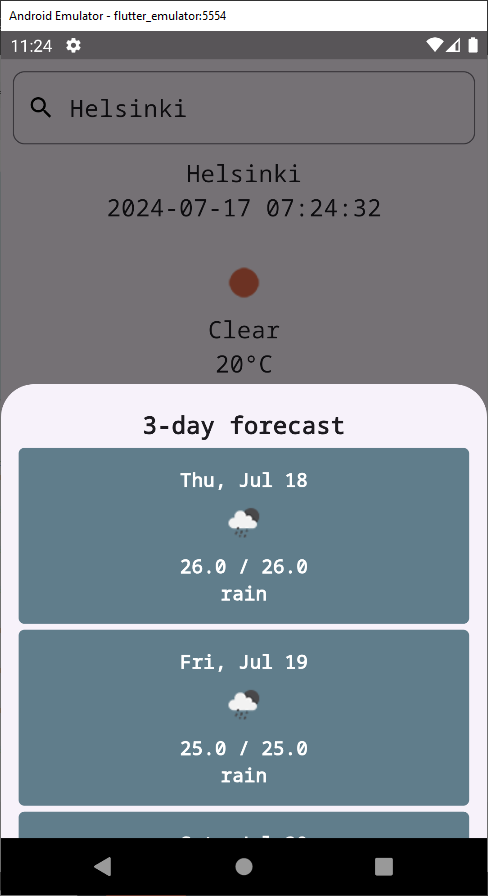 Android Emulator - flutter_emulator:5554
11:24
Helsinki
Helsinki
2024-07-17 07:24:32
Clear
20°C
3-day forecast
Thu, Jul 18
26.0 / 26.0
rain
Fri, Jul 19
25.0 / 25.0
rain